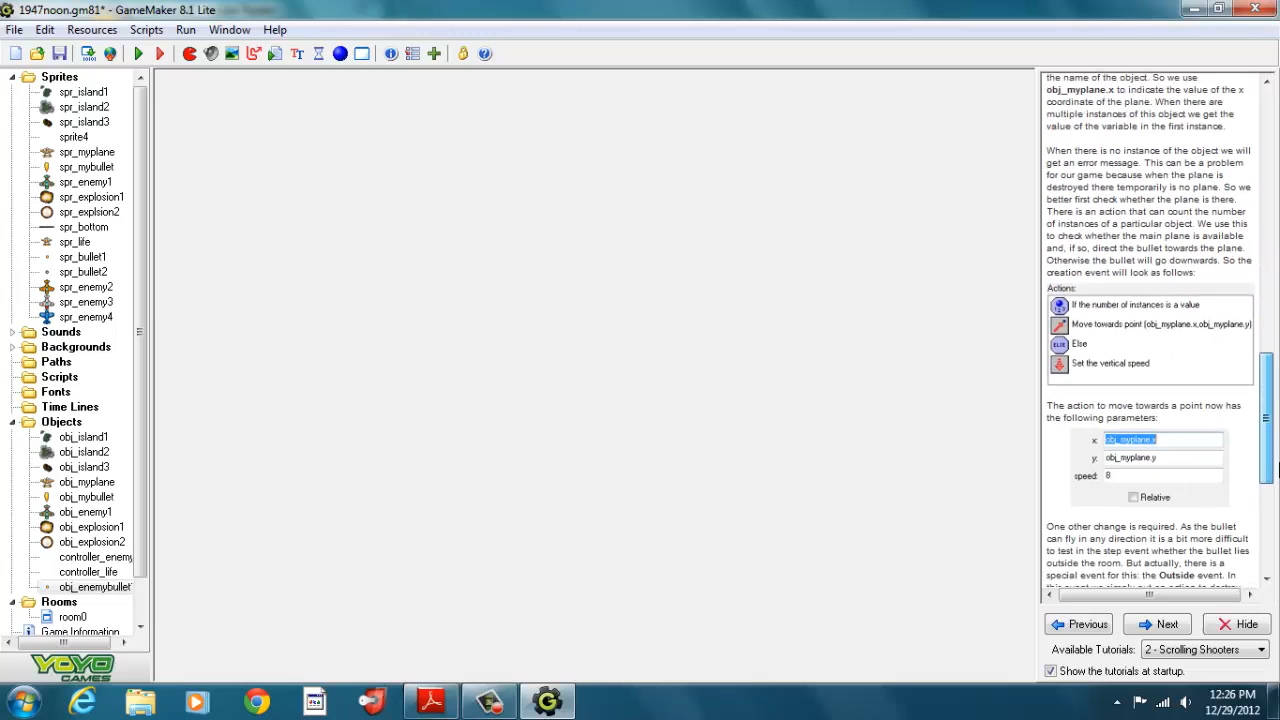 1947noon.gm81* - GameMaker 8.1 Lite
File Edit Resources Scripts Run Window Help
Sprites
spr_island1
spr_island2
spr_island3
sprite4
spr_myplane
spr_mybullet
spr_enemy1
spr_explosion1
spr_explsion2
spr_bottom
spr_life
spr_bullet1
spr_bullet2
spr_enemy2
spr_enemy3
spr_enemy4
Sounds
Backgrounds
Paths
Scripts
Fonts
Time Lines
Objects
obj_island1
obj_island2
obj_island3
obj_myplane
obj_mybullet
obj_enemy1
obj_explosion1
obj_explosion2
controller_enemy
controller_life
obj_enemybullet
Rooms
room0
Game Information
YOYO
GAMES
the name of the object. So we use
obj_myplane.x to indicate the value of the x
coordinate of the plane. When there are
multiple instances of this object we get the
value of the variable in the first instance.
When there is no instance of the object we will
get an error message. This can be a problem
for our game because when the plane is
destroyed there temporarily is no plane. So we
better first check whether the plane is there.
There is an action that can count the number
of instances of a particular object. We use this
to check whether the main plane is available
and, if so, direct the bullet towards the plane.
Otherwise the bullet will go downwards. So the
creation event will look as follows:
Actions:
If the number of instances is a value
Move towards point (obj_myplane.x,obj_myplane.y)
ELSE Else
Set the vertical speed
The action to move towards a point now has
the following parameters:
x: obj_myplane.x
y: obj_myplane.y
speed: 8
Relative
One other change is required. As the bullet
can fly in any direction it is a bit more difficult
to test in the step event whether the bullet lies
outside the room. But actually, there is a
special event for this: the Outside event. In
this event we simply put an action to destroy
Previous Next Hide
Available Tutorials: 2 - Scrolling Shooters
Show the tutorials at startup.
12:26 PM
12/29/2012